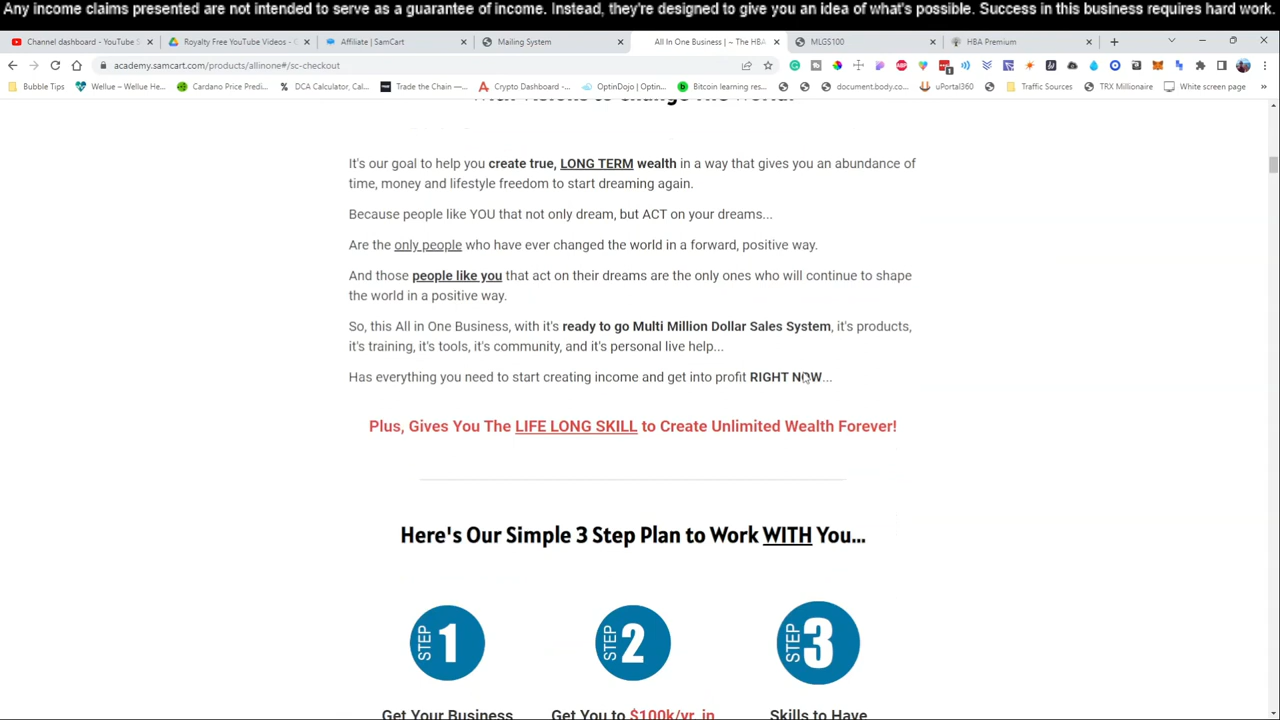 Any income claims presented are not intended to serve as a guarantee of income. Instead, they're designed to give you an idea of what's possible. Success in this business requires hard work.
Channel dashboard - YouTube S
Royalty Free YouTube Videos -
Affiliate | SamCart
Mailing System
All In One Business | ~ The HBA
MLGS100
HBA Premium
academy.samcart.com/products/allinone#/sc-checkout
Bubble Tips
Wellue – Wellue He...
Cardano Price Predi...
DCA Calculator, Cal...
Trade the Chain —...
Crypto Dashboard -...
OptinDojo | OptinD...
Bitcoin learning res...
document.body.co...
uPortal360
Traffic Sources
TRX Millionaire
White screen page
with Visions to Change The World!
It's our goal to help you create true, LONG TERM wealth in a way that gives you an abundance of
time, money and lifestyle freedom to start dreaming again.
Because people like YOU that not only dream, but ACT on your dreams...
Are the only people who have ever changed the world in a forward, positive way.
And those people like you that act on their dreams are the only ones who will continue to shape
the world in a positive way.
So, this All in One Business, with it's ready to go Multi Million Dollar Sales System, it's products,
it's training, it's tools, it's community, and it's personal live help...
Has everything you need to start creating income and get into profit RIGHT NOW...
Plus, Gives You The LIFE LONG SKILL to Create Unlimited Wealth Forever!
Here's Our Simple 3 Step Plan to Work WITH You...
STEP 1
STEP 2
STEP 3
Get Your Business
Get You to $100k/yr. in
Skills to Have